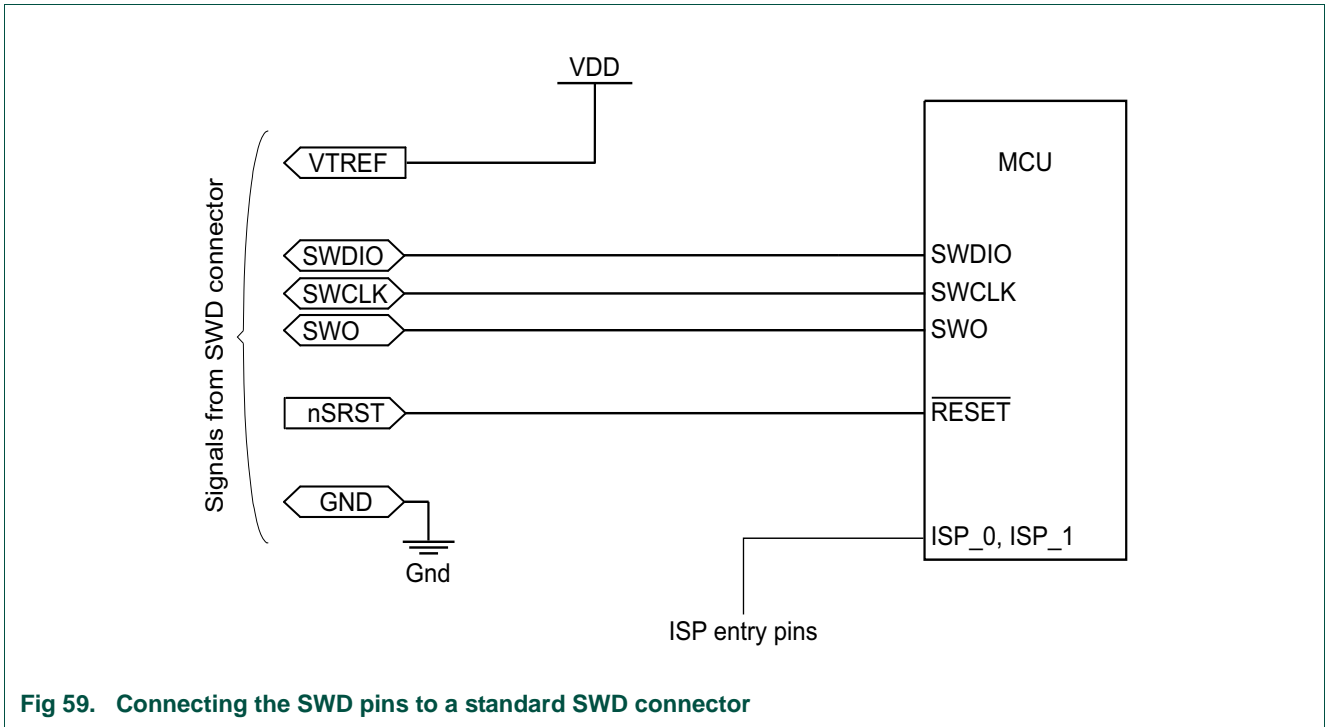 VDD
VTREF
MCU
Signals from SWD connector
SWDIO
SWDIO
SWCLK
SWCLK
SWO
SWO
nSRST
RESET
GND
Gnd
ISP_0, ISP_1
ISP entry pins
Fig 59. Connecting the SWD pins to a standard SWD connector